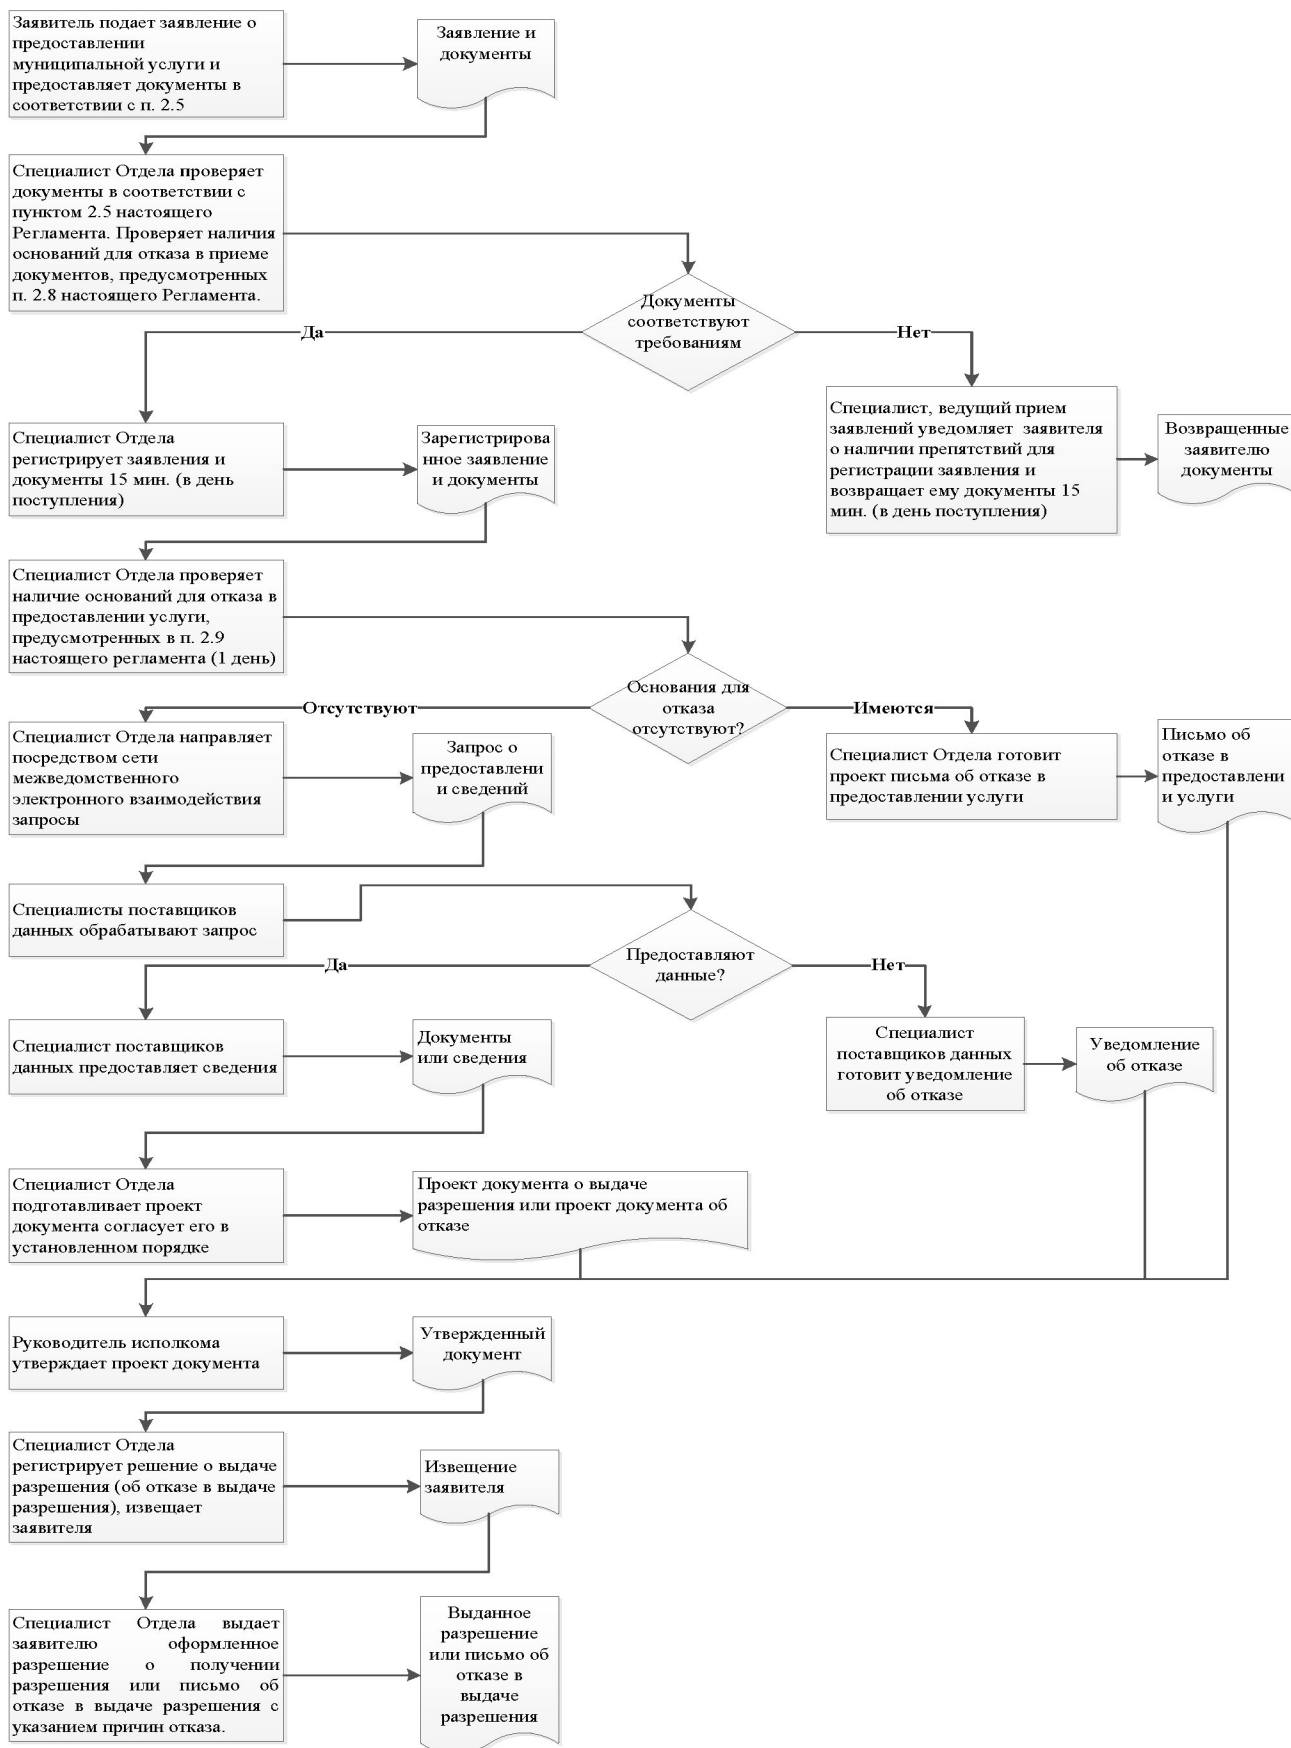 Заявитель подает заявление о
предоставлении
муниципальной услуги и
предоставляет документы в
соответствии с п. 2.5
Заявление и
документы
Специалист Отдела проверяет
документы в соответствии с
пунктом 2.5 настоящего
Регламента. Проверяет наличия
оснований для отказа в приеме
документов, предусмотренных
п. 2.8 настоящего Регламента.
Документы
соответствуют
требованиям
Да
Нет
Специалист Отдела
регистрирует заявления и
документы 15 мин. (в день
поступления)
Зарегистрирова
нное заявление
и документы
Специалист, ведущий прием
заявлений уведомляет заявителя
о наличии препятствий для
регистрации заявления и
возвращает ему документы 15
мин. (в день поступления)
Возвращенные
заявителю
документы
Специалист Отдела проверяет
наличие оснований для отказа в
предоставлении услуги,
предусмотренных в п. 2.9
настоящего регламента (1 день)
Основания для
отказа
отсутствуют?
Отсутствуют
Имеются
Специалист Отдела направляет
посредством сети
межведомственного
электронного взаимодействия
запросы
Запрос о
предоставлени
и сведений
Специалист Отдела готовит
проект письма об отказе в
предоставлении услуги
Письмо об
отказе в
предоставлени
и услуги
Специалисты поставщиков
данных обрабатывают запрос
Предоставляют
данные?
Да
Нет
Специалист поставщиков
данных предоставляет сведения
Документы
или сведения
Специалист
поставщиков данных
готовит уведомление
об отказе
Уведомление
об отказе
Специалист Отдела
подготавливает проект
документа согласует его в
установленном порядке
Проект документа о выдаче
разрешения или проект документа об
отказе
Руководитель исполкома
утверждает проект документа
Утвержденный
документ
Специалист Отдела
регистрирует решение о выдаче
разрешения (об отказе в выдаче
разрешения), извещает
заявителя
Извещение
заявителя
Специалист Отдела выдает
заявителю оформленное
разрешение о получении
разрешения или письмо об
отказе в выдаче разрешения с
указанием причин отказа.
Выданное
разрешение
или письмо об
отказе в
выдаче
разрешения